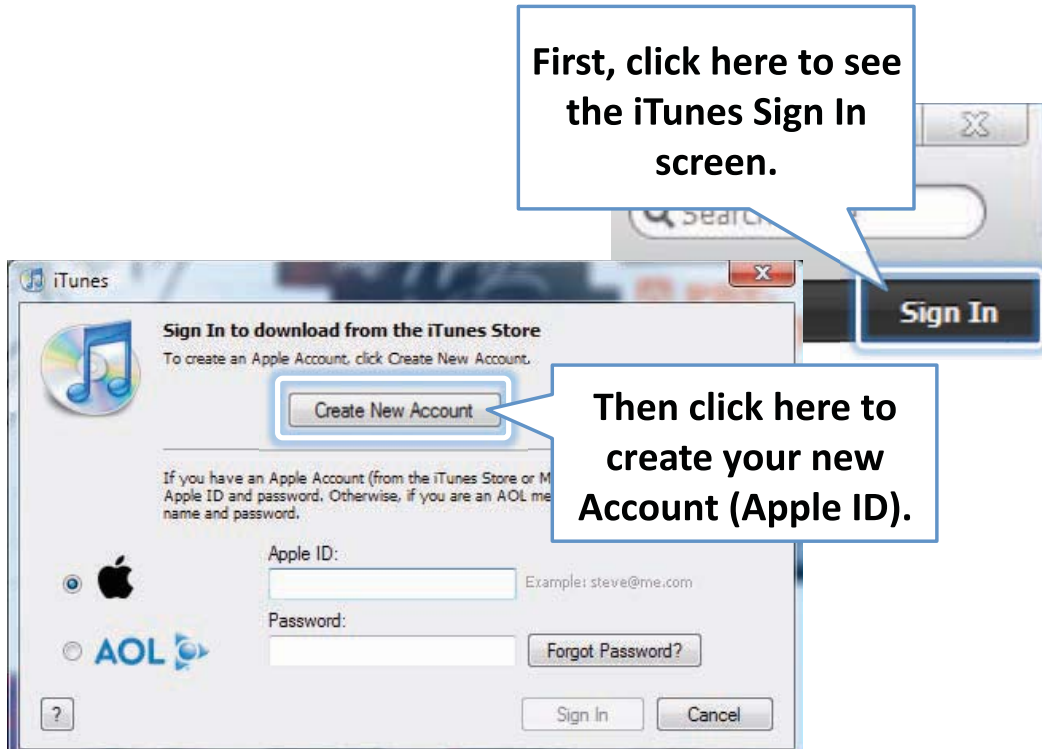 First, click here to see
the iTunes Sign In
screen.
Search
Sign In
iTunes
Sign In to download from the iTunes Store
To create an Apple Account, click Create New Account.
Create New Account
Then click here to
create your new
Account (Apple ID).
If you have an Apple Account (from the iTunes Store or
Apple ID and password. Otherwise, if you are an AOL
name and password.
Apple ID:
Example: steve@me.com
Password:
AOL
Forgot Password?
?
Sign In
Cancel